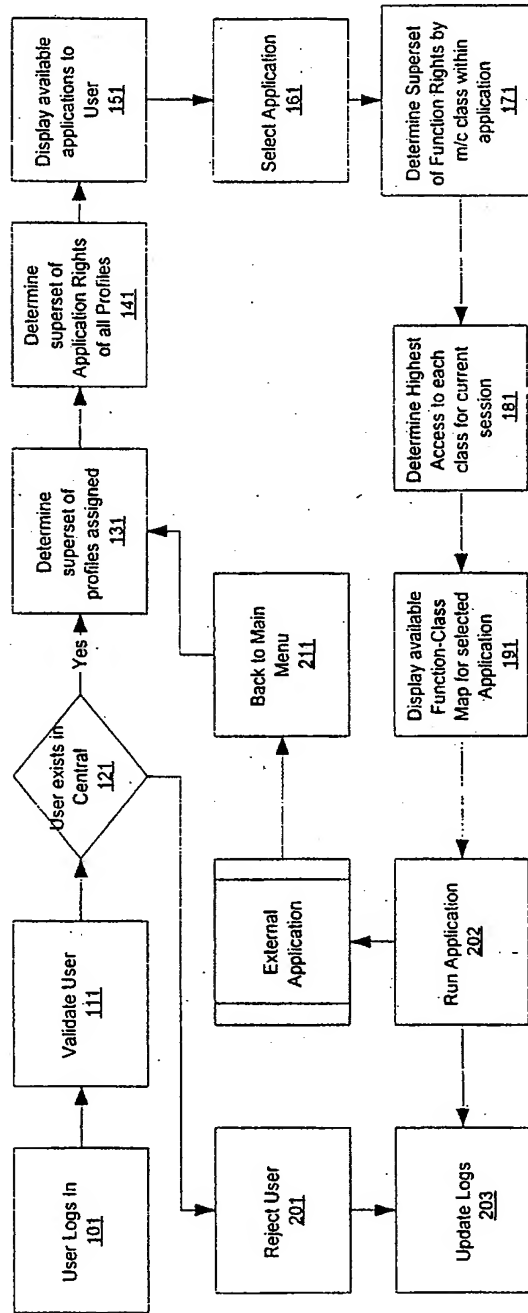 User Logs In
101
Validate User
111
User exists in
Central
121
Yes
Determine
superset of
profiles assigned
131
Determine
superset of
Application Rights
of all Profiles
141
Display available
applications to
User
151
Select Application
161
Determine Superset
of Function Rights by
m/c class within
application
171
Determine Highest
Access to each
class for current
session
181
Display available
Function-Class
Map for selected
Application
191
Run Application
202
External
Application
Back to Main
Menu
211
Reject User
201
Update Logs
203